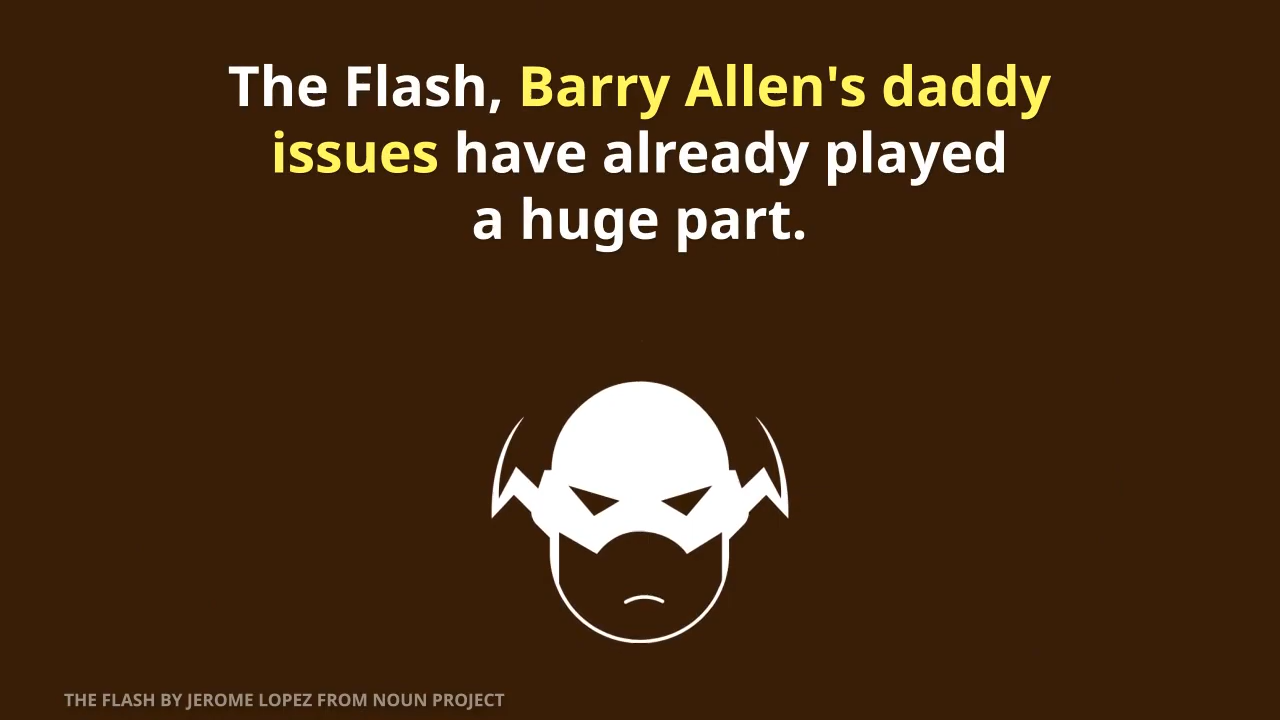 The Flash, Barry Allen's daddy
issues have already played
a huge part.
THE FLASH BY JEROME LOPEZ FROM NOUN PROJECT